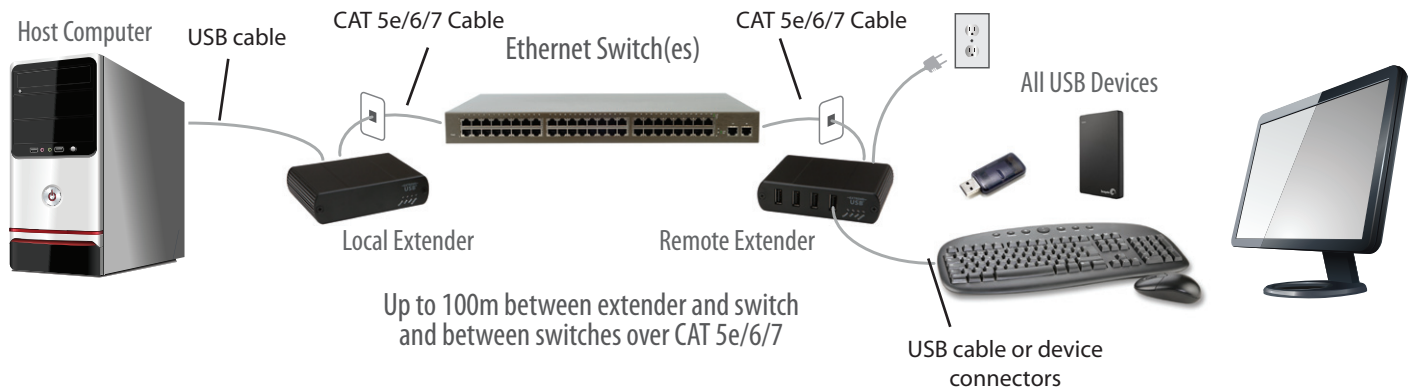 Host Computer
USB cable
CAT 5e/6/7 Cable
Ethernet Switch(es)
CAT 5e/6/7 Cable
All USB Devices
USB
USB
Local Extender
Remote Extender
Up to 100m between extender and switch
and between switches over CAT 5e/6/7
USB cable or device
connectors